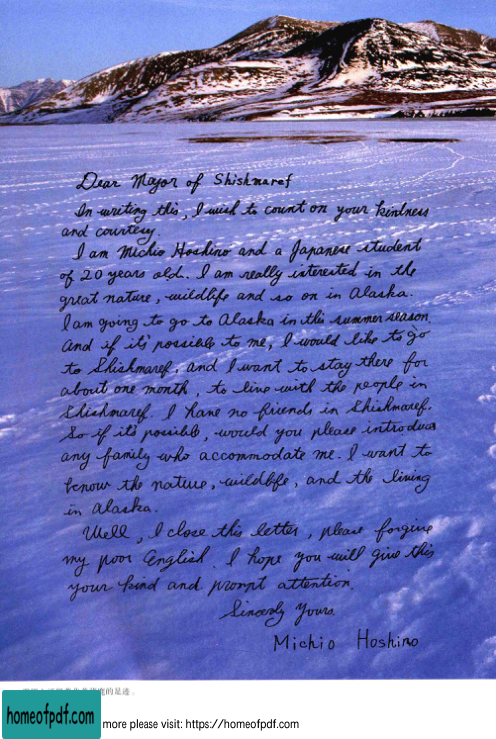 Dear Mayor of Shishmaref
In writing this, I wish to count on your kindness
and courtesy.
I am Michio Hoshino and a Japanese student
of 20 years old. I am really interested in the
great nature, wildlife and so on in Alaska.
I am going to go to Alaska in this summer season,
and if it's possible to me, I would like to go
to Shishmaref, and I want to stay there for
about one month, to live with the people in
Shishmaref. I have no friends in Shishmaref.
So if it's possible, would you please introduce
any family who accommodate me. I want to
know the nature, wildlife, and the living
in Alaska.
Well, I close this letter, please forgive
my poor English. I hope you will give this
your kind and prompt attention.
Sincerly Yours,
Michio Hoshino
的足迹。
homeofpdf.com more please visit: https://homeofpdf.com